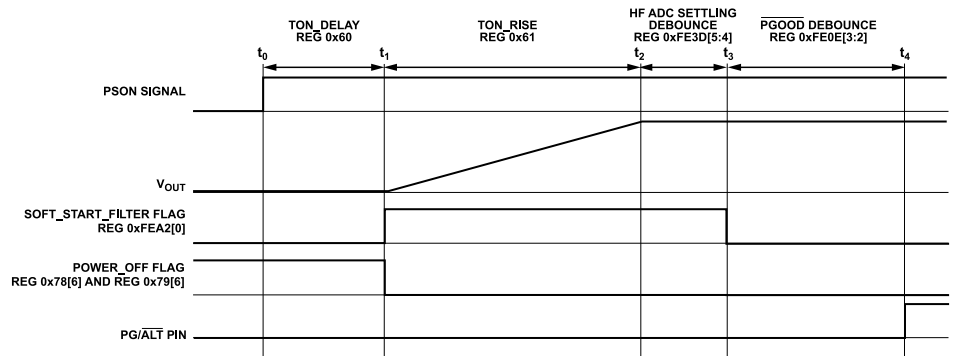 TON_DELAY
REG 0x60
TON_RISE
REG 0x61
HF ADC SETTLING
DEBOUNCE
REG 0xFE3D[5:4]
PGOOD DEBOUNCE
REG 0xFE0E[3:2]
t0
t1
t2
t3
t4
PSON SIGNAL
VOUT
SOFT_START_FILTER FLAG
REG 0xFEA2[0]
POWER_OFF FLAG
REG 0x78[6] AND REG 0x79[6]
PG/ALT PIN